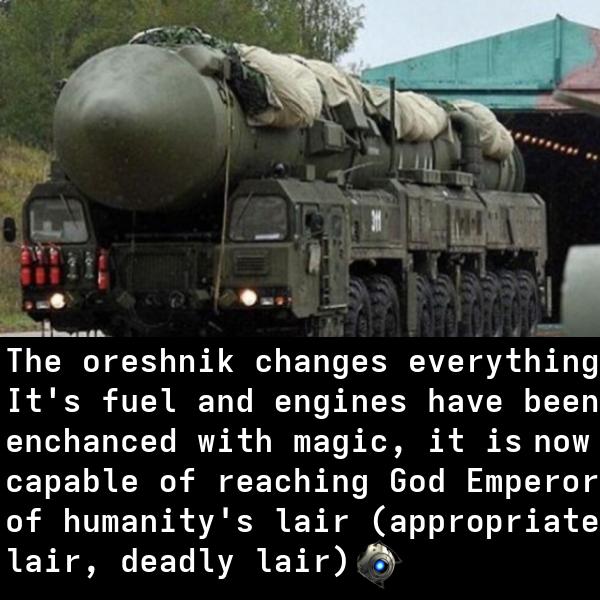 311
The oreshnik changes everything
It's fuel and engines have been
enchanced with magic, it is now
capable of reaching God Emperor
of humanity's lair (appropriate
lair, deadly lair)